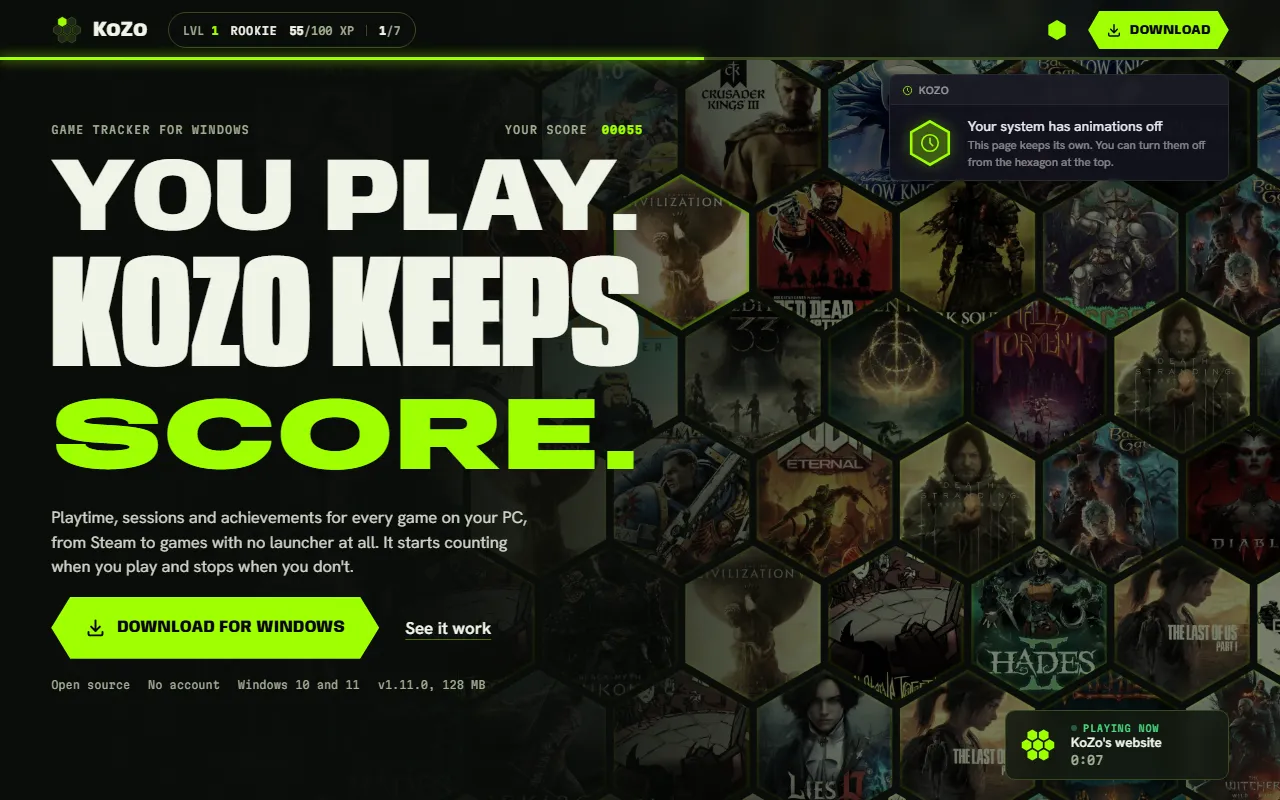 KoZo
LVL 1 ROOKIE 55/100 XP 1/7
DOWNLOAD
KOZO
Your system has animations off
This page keeps its own. You can turn them off
from the hexagon at the top.
GAME TRACKER FOR WINDOWS
YOUR SCORE 00055
YOU PLAY.
KOZO KEEPS
SCORE.
Playtime, sessions and achievements for every game on your PC,
from Steam to games with no launcher at all. It starts counting
when you play and stops when you don't.
DOWNLOAD FOR WINDOWS
See it work
Open source No account Windows 10 and 11 v1.11.0, 128 MB
CRUSADER
KINGS III
33
DEATH
STRANDING
ETERNAL
DEATH
STRANDING
HADES
II
THE LAST OF US
PART I
PLAYING NOW
KoZo's website
0:07